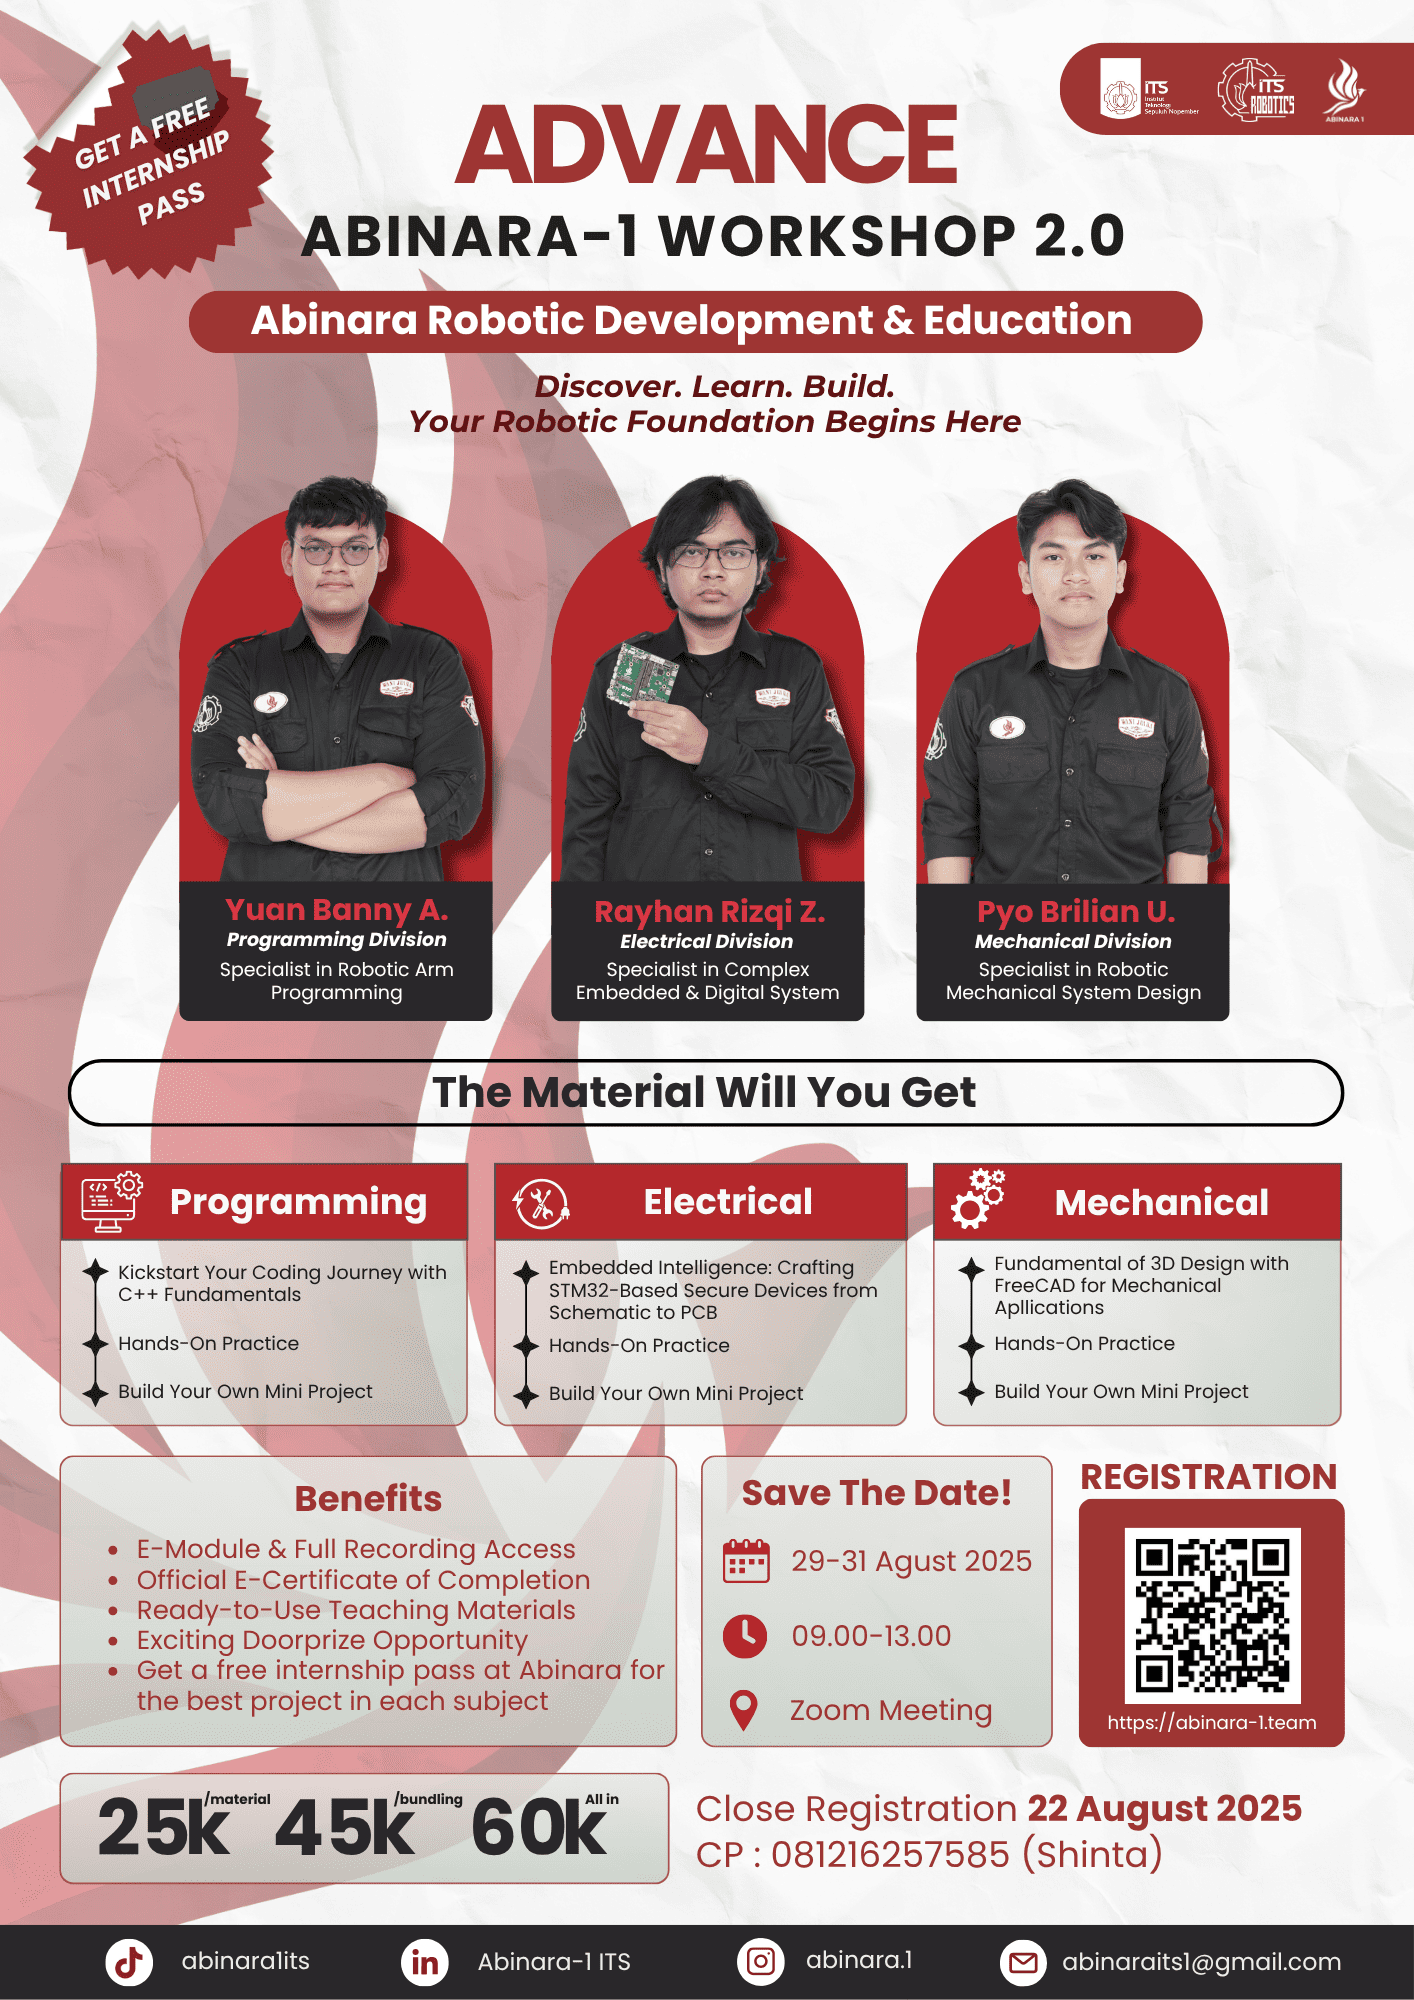 GET A FREE
INTERNSHIP
PASS
iTS
Institut
Teknologi
Sepuluh Nopember
iTS
ROBOTICS
ABINARA 1
ADVANCE
ABINARA-1 WORKSHOP 2.0
Abinara Robotic Development & Education
Discover. Learn. Build.
Your Robotic Foundation Begins Here
Yuan Banny A.
Programming Division
Specialist in Robotic Arm
Programming
Rayhan Rizqi Z.
Electrical Division
Specialist in Complex
Embedded & Digital System
Pyo Brilian U.
Mechanical Division
Specialist in Robotic
Mechanical System Design
The Material Will You Get
Programming
Kickstart Your Coding Journey with
C++ Fundamentals
Hands-On Practice
Build Your Own Mini Project
Electrical
Embedded Intelligence: Crafting
STM32-Based Secure Devices from
Schematic to PCB
Hands-On Practice
Build Your Own Mini Project
Mechanical
Fundamental of 3D Design with
FreeCAD for Mechanical
Apllications
Hands-On Practice
Build Your Own Mini Project
Benefits
E-Module & Full Recording Access
Official E-Certificate of Completion
Ready-to-Use Teaching Materials
Exciting Doorprize Opportunity
Get a free internship pass at Abinara for
the best project in each subject
Save The Date!
29-31 Agust 2025
09.00-13.00
Zoom Meeting
REGISTRATION
https://abinara-1.team
25k /material 45k /bundling 60k All in
Close Registration 22 August 2025
CP : 081216257585 (Shinta)
abinara1its
Abinara-1 ITS
abinara.1
abinaraits1@gmail.com